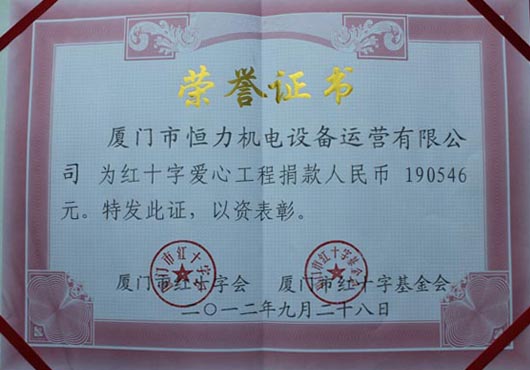 荣誉证书
厦门市恒力机电设备运营有限公
司 为红十字爱心工程捐款人民币 190546
元。特发此证，以资表彰。
厦门市红十字会 厦门市红十字基金会
二〇一二年九月二十八日